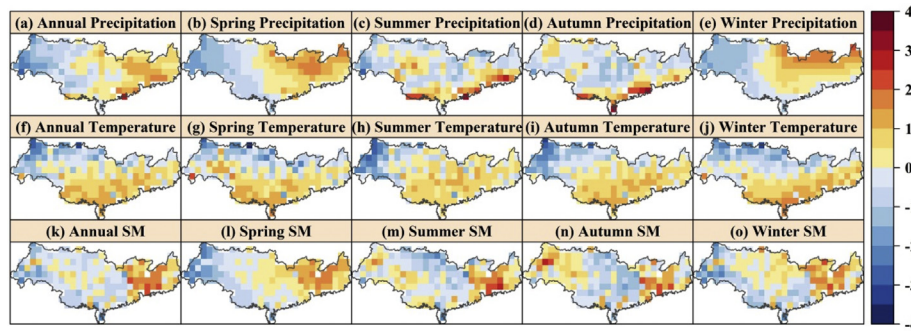 (a) Annual Precipitation (b) Spring Precipitation (c) Summer Precipitation (d) Autumn Precipitation (e) Winter Precipitation
(f) Annual Temperature (g) Spring Temperature (h) Summer Temperature (i) Autumn Temperature (j) Winter Temperature
(k) Annual SM (l) Spring SM (m) Summer SM (n) Autumn SM (o) Winter SM
4
3
2
1
0